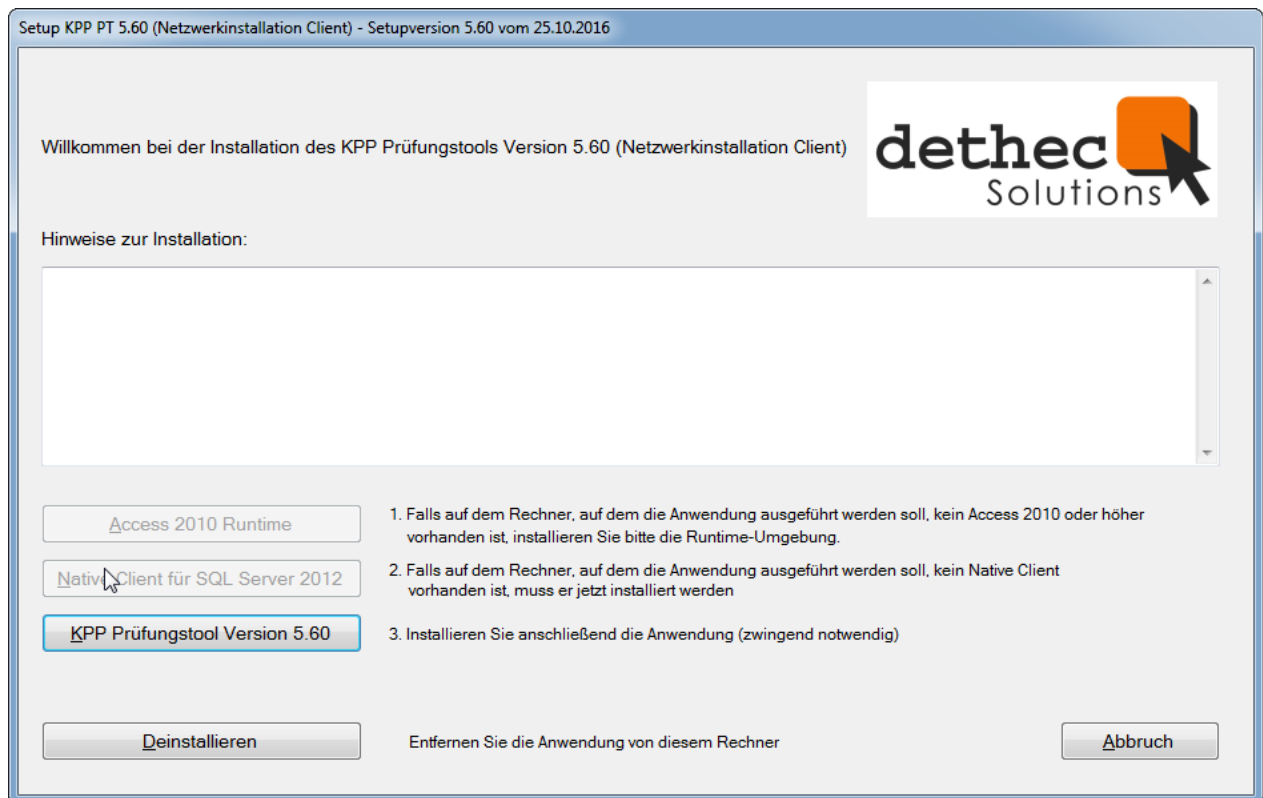 Setup KPP PT 5.60 (Netzwerkinstallation Client) - Setupversion 5.60 vom 25.10.2016
Willkommen bei der Installation des KPP Prüfungstools Version 5.60 (Netzwerkinstallation Client)
dethec
Solutions
Hinweise zur Installation:
Access 2010 Runtime
1. Falls auf dem Rechner, auf dem die Anwendung ausgeführt werden soll, kein Access 2010 oder höher
vorhanden ist, installieren Sie bitte die Runtime-Umgebung.
Native Client für SQL Server 2012
2. Falls auf dem Rechner, auf dem die Anwendung ausgeführt werden soll, kein Native Client
vorhanden ist, muss er jetzt installiert werden
KPP Prüfungstool Version 5.60
3. Installieren Sie anschließend die Anwendung (zwingend notwendig)
Deinstallieren
Entfernen Sie die Anwendung von diesem Rechner
Abbruch